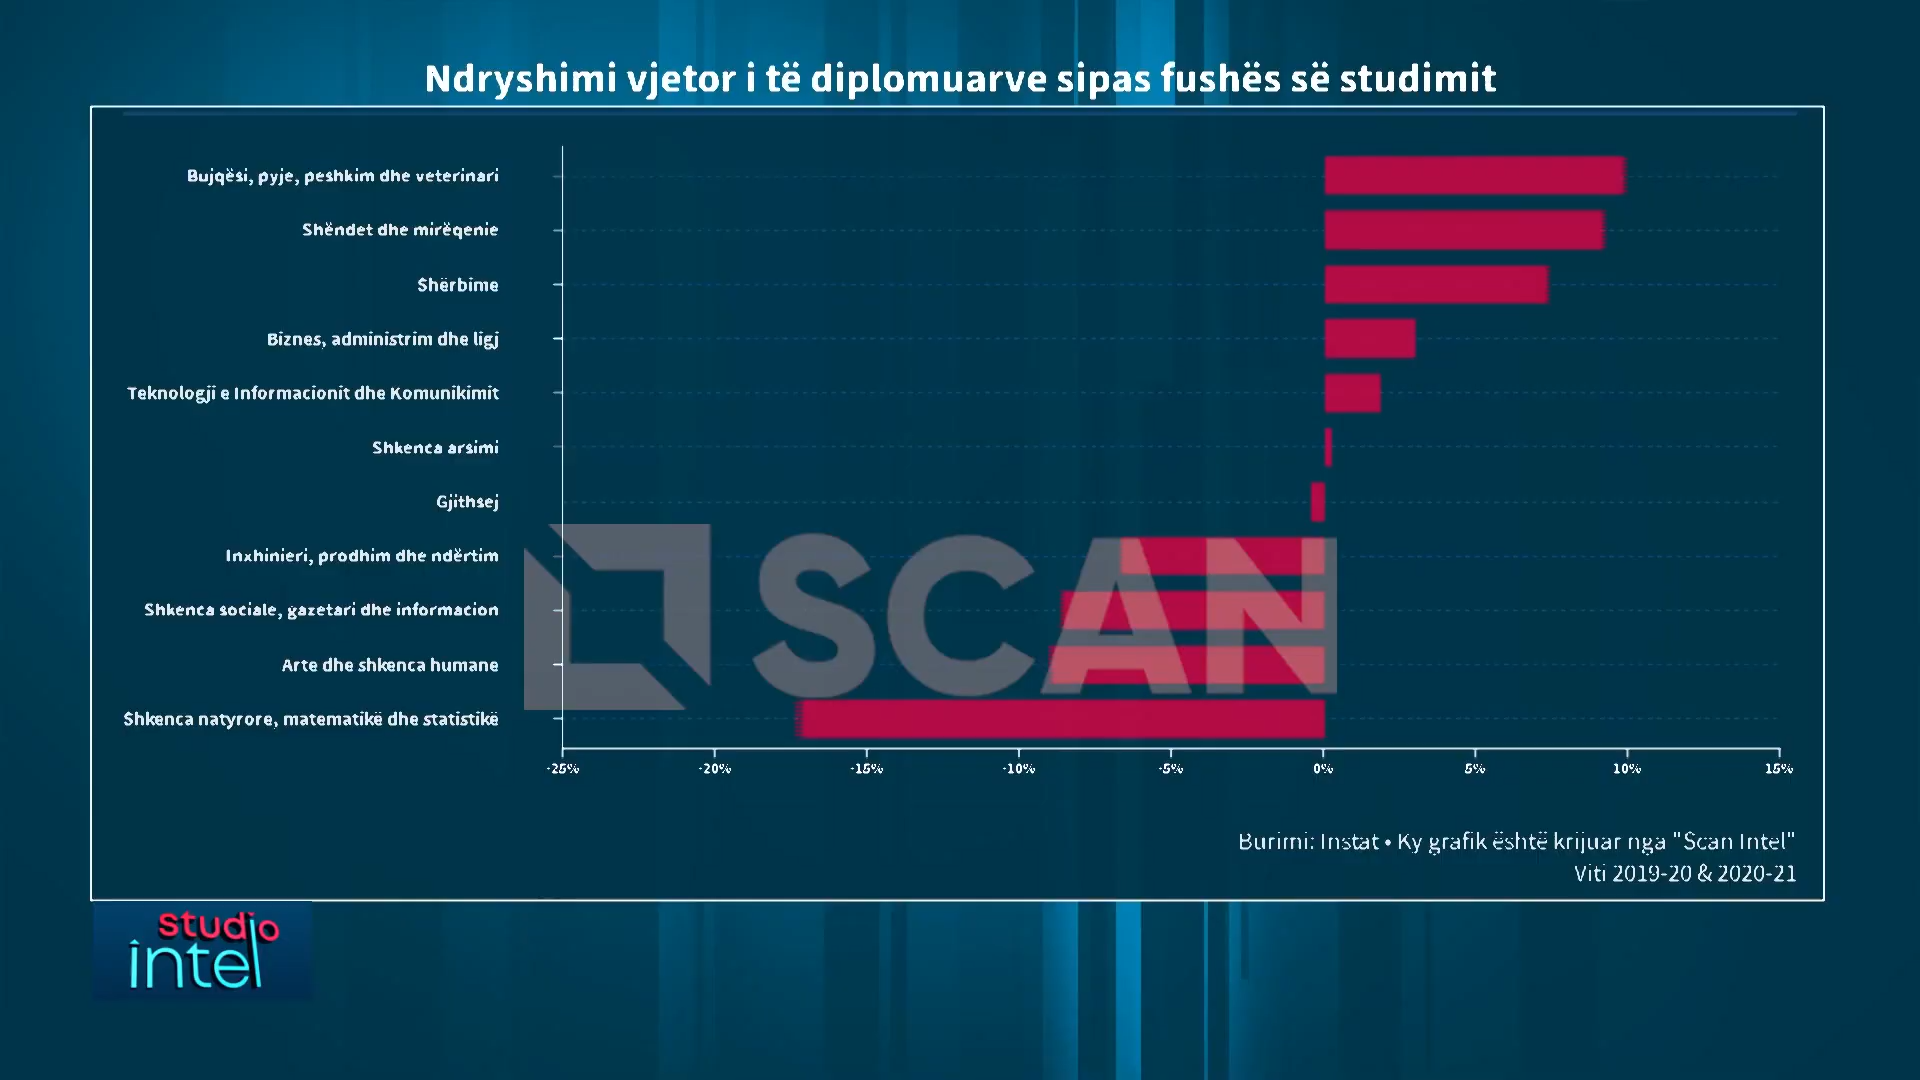 Ndryshimi vjetor i të diplomuarve sipas fushës së studimit
Bujqësi, pyje, peshkim dhe veterinari
Shëndet dhe mirëqenie
Shërbime
Biznes, administrim dhe ligj
Teknologji e Informacionit dhe Komunikimit
Shkenca arsimi
Gjithsej
Inxhinieri, prodhim dhe ndërtim
Shkenca sociale, gazetari dhe informacion
Arte dhe shkenca humane
Shkenca natyrore, matematikë dhe statistikë
SCAN
-25% -20% -15% -10% -5% 0% 5% 10% 15%
Burimi: Instat • Ky grafik është krijuar nga "Scan Intel"
Viti 2019-20 & 2020-21
studio
intel